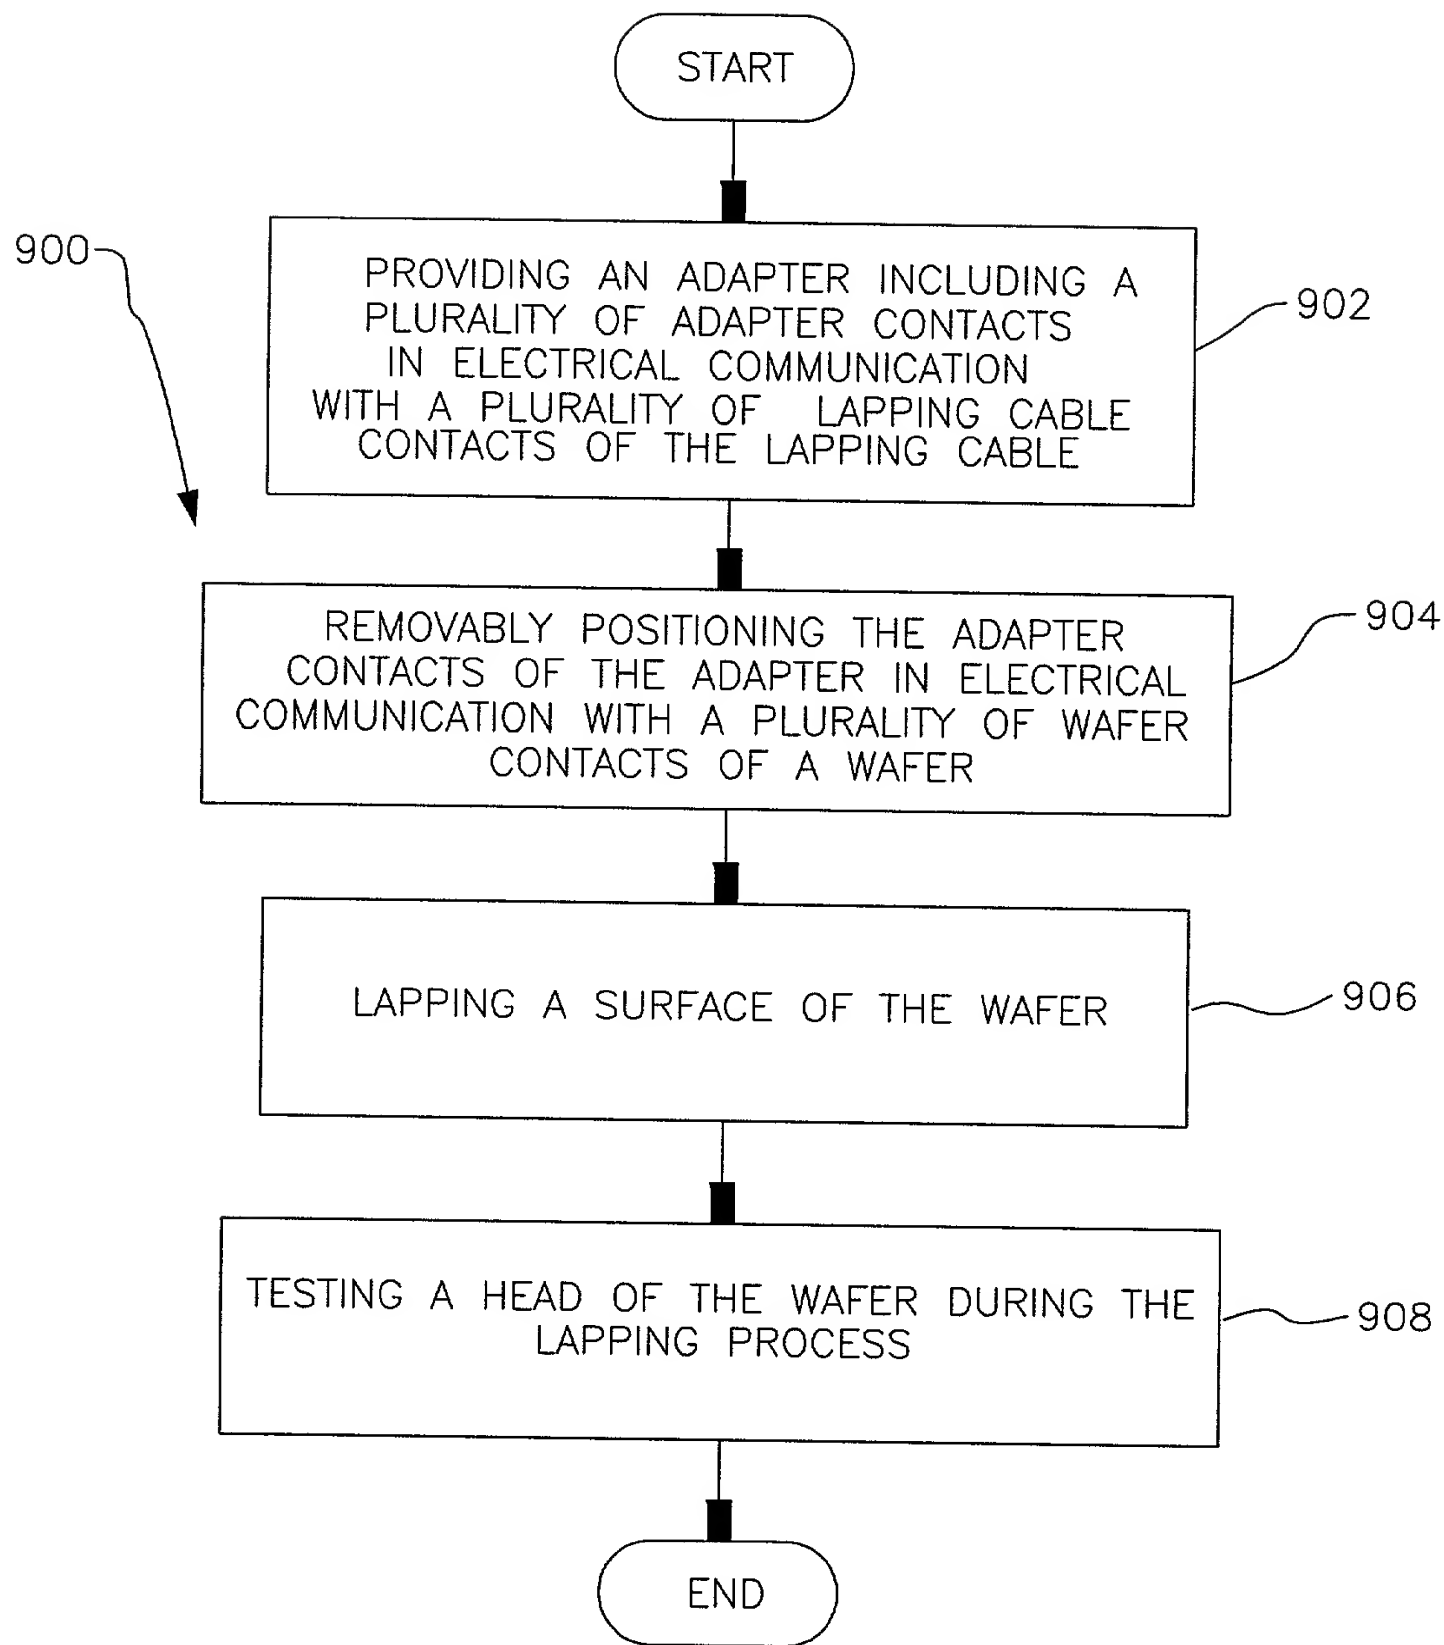 START
900
PROVIDING AN ADAPTER INCLUDING A
PLURALITY OF ADAPTER CONTACTS
IN ELECTRICAL COMMUNICATION
WITH A PLURALITY OF LAPPING CABLE
CONTACTS OF THE LAPPING CABLE
902
REMOVABLY POSITIONING THE ADAPTER
CONTACTS OF THE ADAPTER IN ELECTRICAL
COMMUNICATION WITH A PLURALITY OF WAFER
CONTACTS OF A WAFER
904
LAPPING A SURFACE OF THE WAFER
906
TESTING A HEAD OF THE WAFER DURING THE
LAPPING PROCESS
908
END